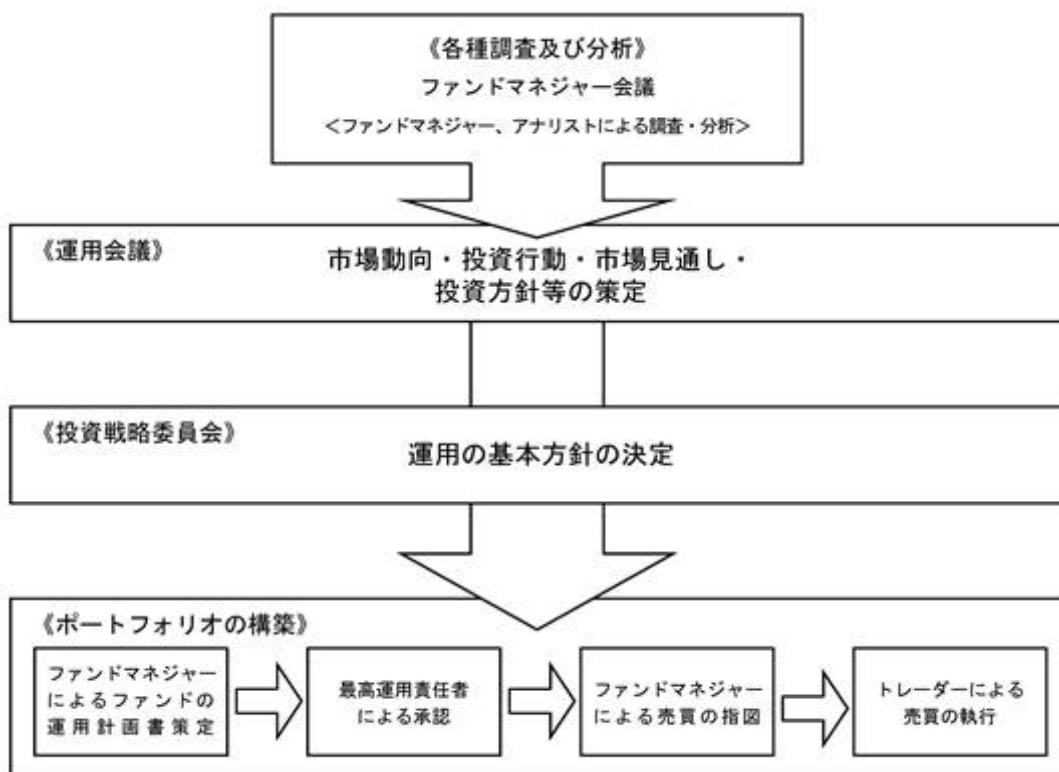 《各種調査及び分析》
ファンドマネジャー会議
＜ファンドマネジャー、アナリストによる調査・分析＞
《運用会議》
市場動向・投資行動・市場見通し・
投資方針等の策定
《投資戦略委員会》
運用の基本方針の決定
《ポートフォリオの構築》
ファンドマネジャー
によるファンドの
運用計画書策定
最高運用責任者
による承認
ファンドマネジャー
による売買の指図
トレーダーによる
売買の執行